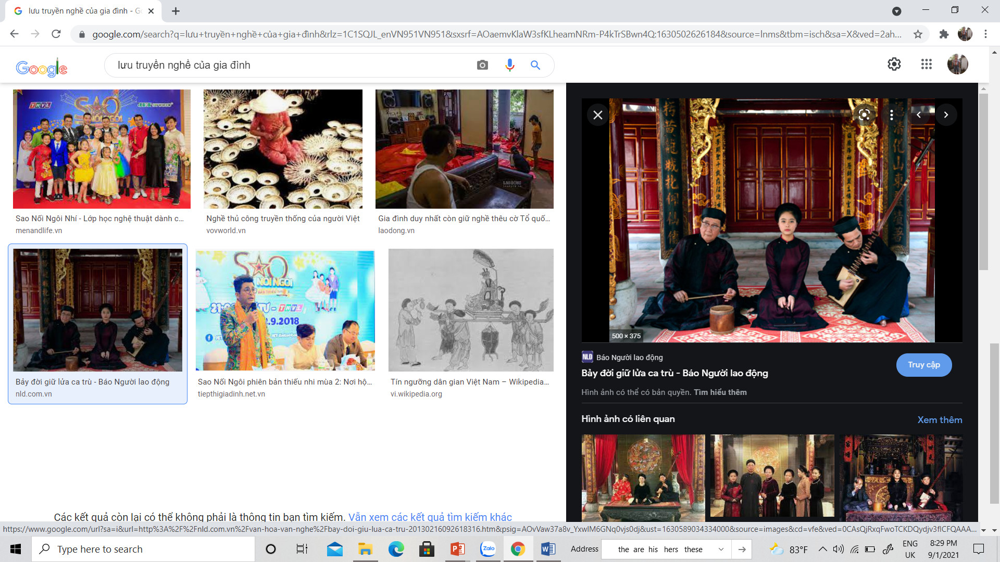 lưu truyền nghề của gia đình - Go
google.com/search?q=lưu+truyền+nghề+của+gia+đình&rlz=1C1SQJL_enVN951VN951&sxsrf=AOaemvKlaW3sfKLheamNRm-P4kTrSBwn4Q:1630502626184&source=lnms&tbm=isch&sa=X&ved=2ah...
Google
lưu truyền nghề của gia đình
THVL
SAO
NỐI NGÔI
Sao Nối Ngôi Nhí - Lớp học nghệ thuật dành c...
menandlife.vn
Nghề thủ công truyền thống của người Việt
vovworld.vn
LAO ĐỘNG
Gia đình duy nhất còn giữ nghề thêu cờ Tổ quố...
laodong.vn
Bảy đời giữ lửa ca trù - Báo Người lao động
nld.com.vn
SAO
NỐI NGÔI
THVL
2.9.2018
Sao Nối Ngôi phiên bản thiếu nhi mùa 2: Nơi hộ...
tiepthigiadinh.net.vn
Tín ngưỡng dân gian Việt Nam – Wikipedia...
vi.wikipedia.org
500 × 375
NLD Báo Người lao động
Bảy đời giữ lửa ca trù - Báo Người lao động
Truy cập
Hình ảnh có thể có bản quyền. Tìm hiểu thêm
Hình ảnh có liên quan
Xem thêm
Các kết quả còn lại có thể không phải là thông tin bạn tìm kiếm. Vẫn xem các kết quả tìm kiếm khác
https://www.google.com/url?sa=i&url=http%3A%2F%2Fnld.com.vn%2Fvan-hoa-van-nghe%2Fbay-doi-giu-lua-ca-tru-20130216092618316.htm&psig=AOvVaw37a8v_YxwIM6GNq0vjs0dj&ust=1630589034334000&source=images&cd=vfe&ved=0CAsQjRxqFwoTCKDQydjv3fICFQAAA...
Type here to search
Zalo
Address
the are his hers these
83°F
ENG
UK
8:29 PM
9/1/2021